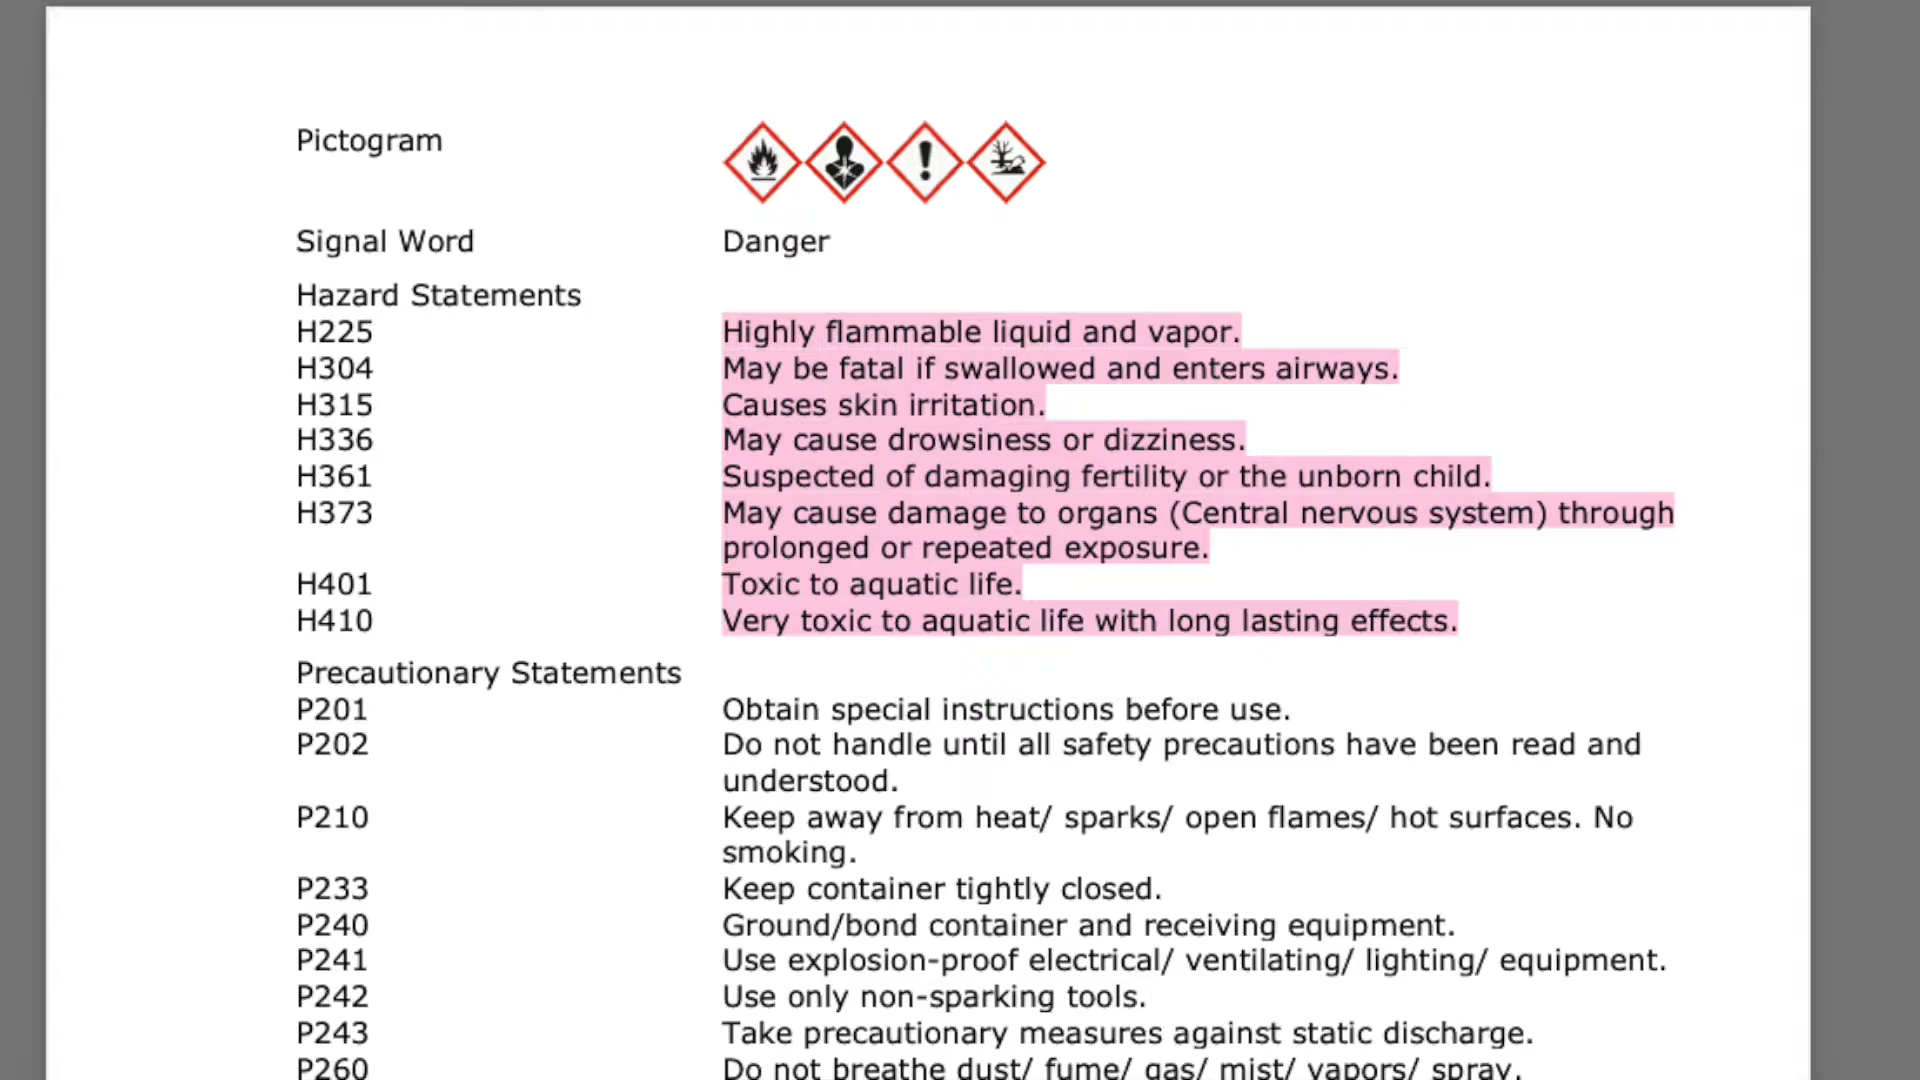 Pictogram
Signal Word Danger
Hazard Statements
H225 Highly flammable liquid and vapor.
H304 May be fatal if swallowed and enters airways.
H315 Causes skin irritation.
H336 May cause drowsiness or dizziness.
H361 Suspected of damaging fertility or the unborn child.
H373 May cause damage to organs (Central nervous system) through
prolonged or repeated exposure.
H401 Toxic to aquatic life.
H410 Very toxic to aquatic life with long lasting effects.
Precautionary Statements
P201 Obtain special instructions before use.
P202 Do not handle until all safety precautions have been read and
understood.
P210 Keep away from heat/ sparks/ open flames/ hot surfaces. No
smoking.
P233 Keep container tightly closed.
P240 Ground/bond container and receiving equipment.
P241 Use explosion-proof electrical/ ventilating/ lighting/ equipment.
P242 Use only non-sparking tools.
P243 Take precautionary measures against static discharge.
P260 Do not breathe dust/ fume/ gas/ mist/ vapors/ spray.